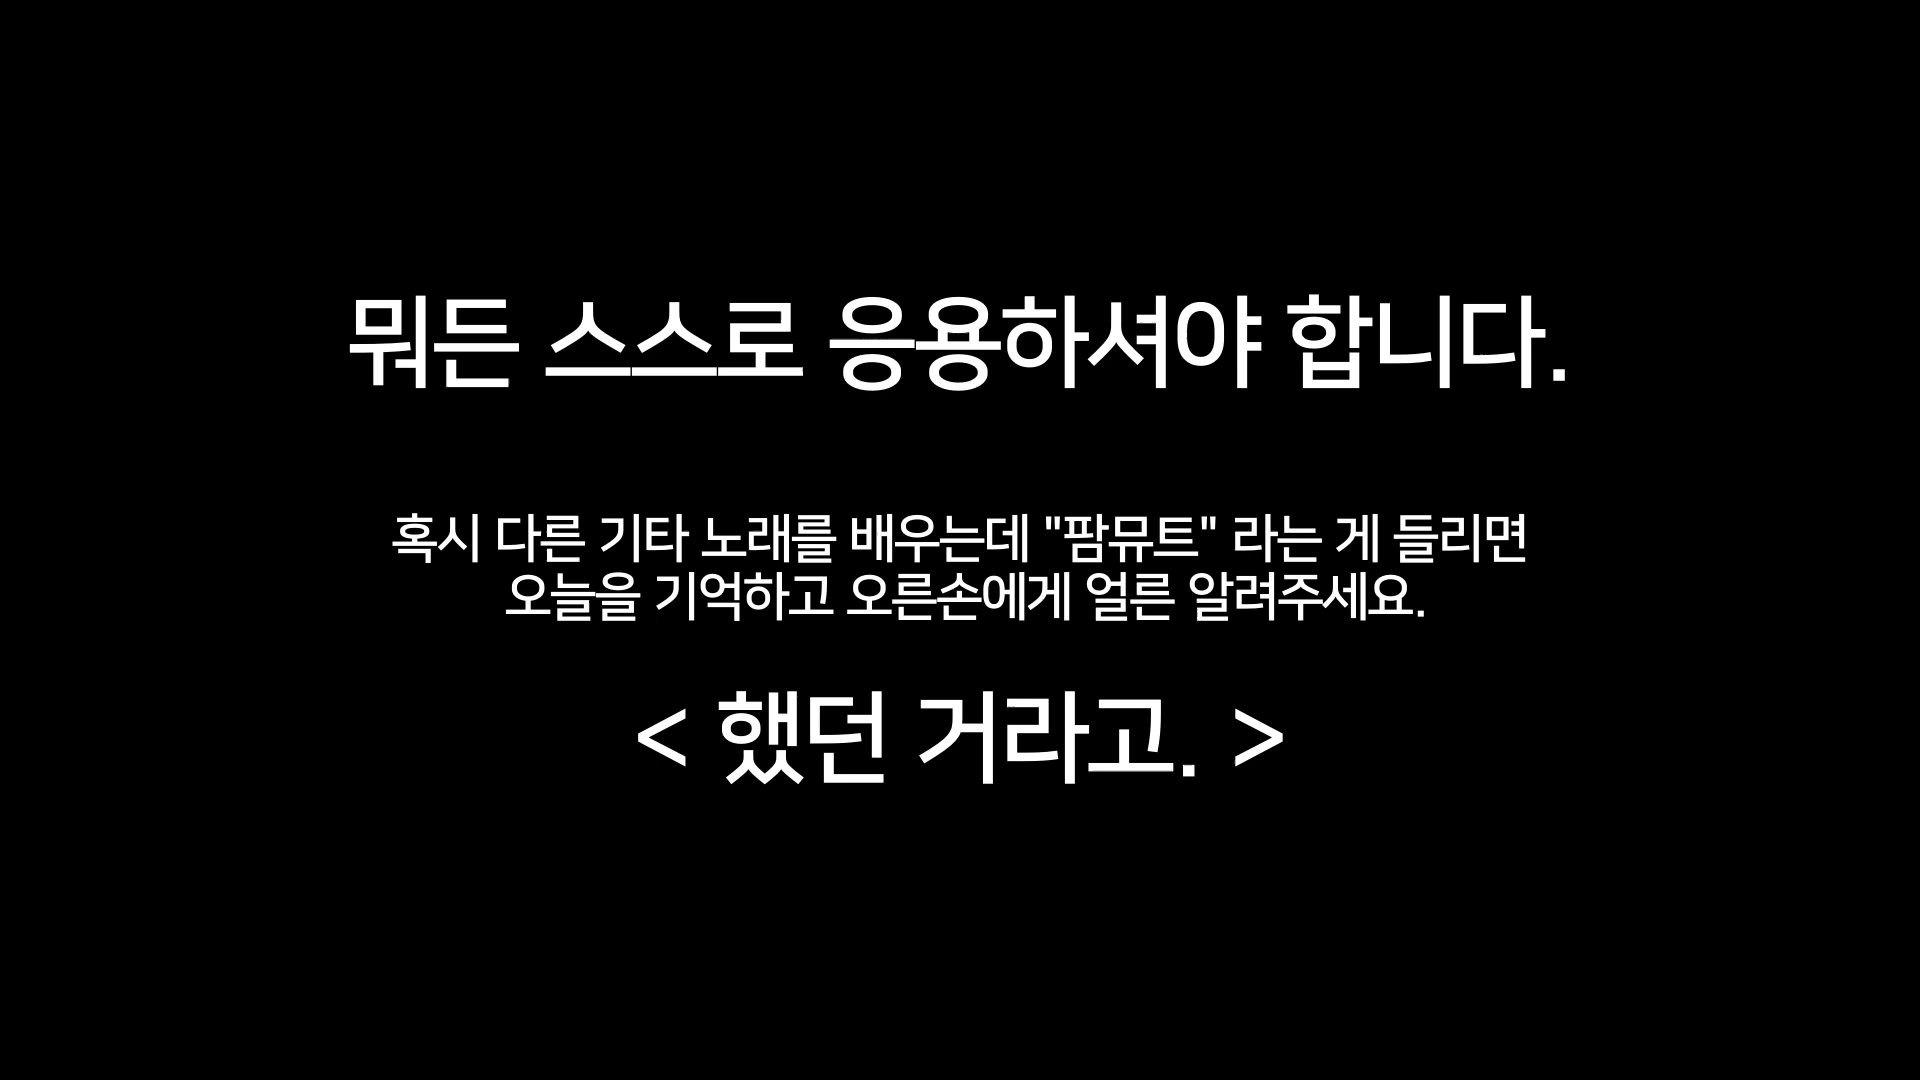 뭐든 스스로 응용하셔야 합니다.
혹시 다른 기타 노래를 배우는데 "팜뮤트" 라는 게 들리면
오늘을 기억하고 오른손에게 얼른 알려주세요.
< 했던 거라고. >